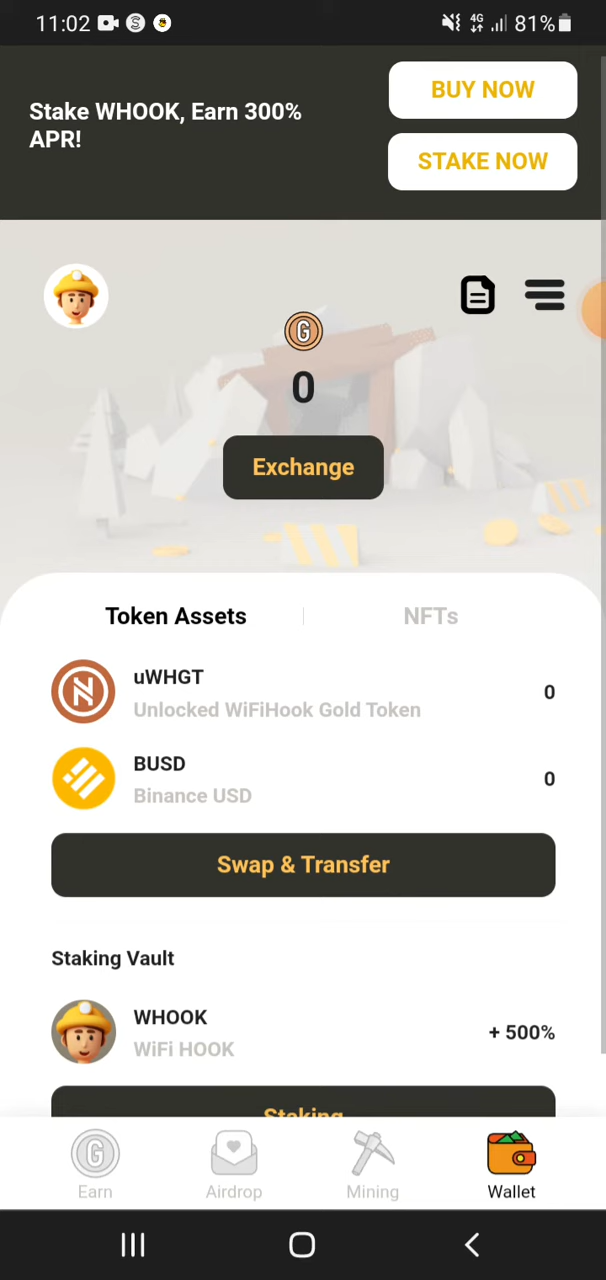 11:02
4G
81%
Stake WHOOK, Earn 300%
APR!
BUY NOW
STAKE NOW
G
0
Exchange
Token Assets
NFTs
uWHGT
0
Unlocked WiFiHook Gold Token
BUSD
0
Binance USD
Swap & Transfer
Staking Vault
WHOOK
+ 500%
WiFi HOOK
Staking
G
Earn
Airdrop
Mining
Wallet